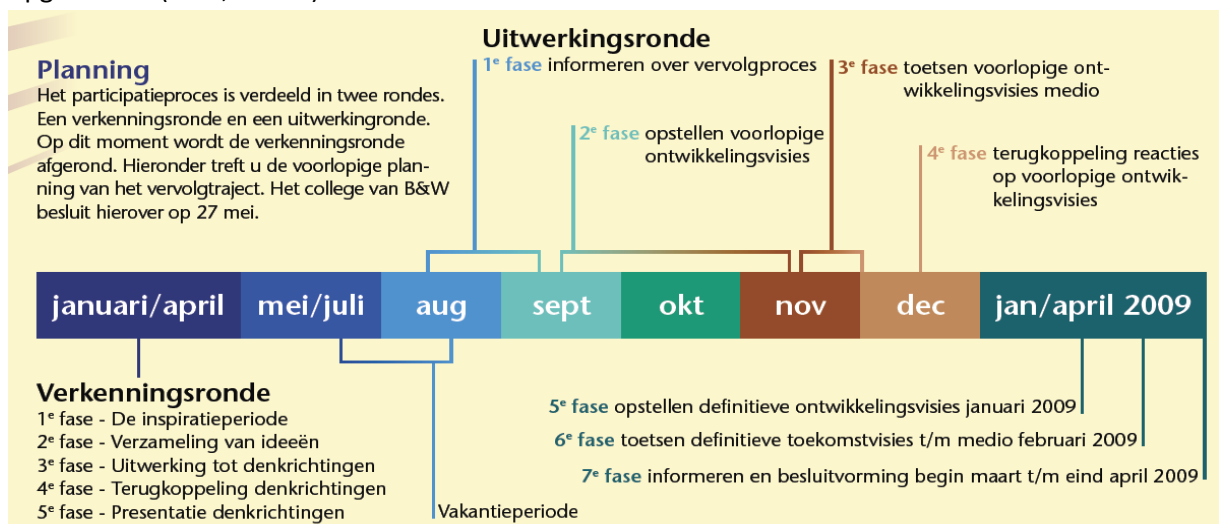 Planning
Het participatieproces is verdeeld in twee rondes.
Een verkenningsronde en een uitwerkingronde.
Op dit moment wordt de verkenningsronde
afgerond. Hieronder treft u de voorlopige plan-
ning van het vervolgtraject. Het college van B&W
besluit hierover op 27 mei.
Uitwerkingsronde
1e fase informeren over vervolgproces
2e fase opstellen voorlopige
ontwikkelingsvisies
3e fase toetsen voorlopige ont-
wikkelingsvisies medio
4e fase terugkoppeling reacties
op voorlopige ontwik-
kelingsvisies
januari/april mei/juli aug sept okt nov dec jan/april 2009
Verkenningsronde
1e fase - De inspiratieperiode
2e fase - Verzameling van ideeën
3e fase - Uitwerking tot denkrichtingen
4e fase - Terugkoppeling denkrichtingen
5e fase - Presentatie denkrichtingen
Vakantieperiode
5e fase opstellen definitieve ontwikkelingsvisies januari 2009
6e fase toetsen definitieve toekomstvisies t/m medio februari 2009
7e fase informeren en besluitvorming begin maart t/m eind april 2009